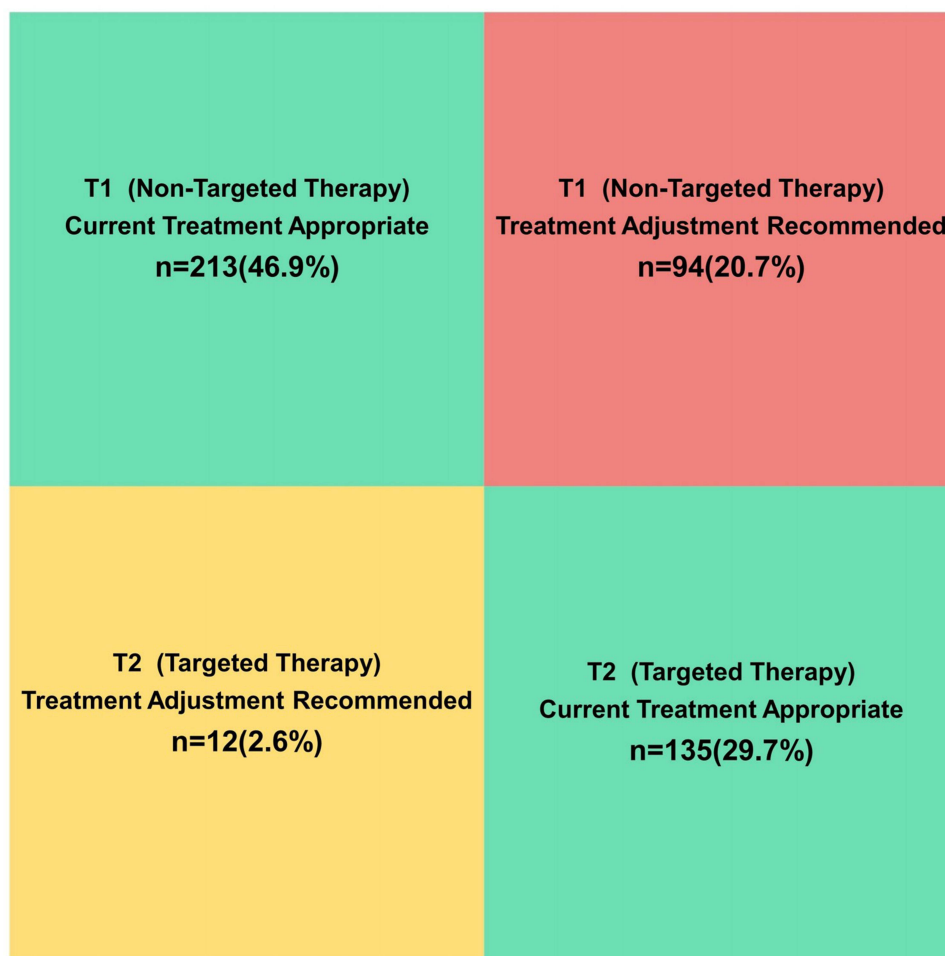 T1 (Non-Targeted Therapy)
Current Treatment Appropriate
n=213(46.9%)
T1 (Non-Targeted Therapy)
Treatment Adjustment Recommended
n=94(20.7%)
T2 (Targeted Therapy)
Treatment Adjustment Recommended
n=12(2.6%)
T2 (Targeted Therapy)
Current Treatment Appropriate
n=135(29.7%)